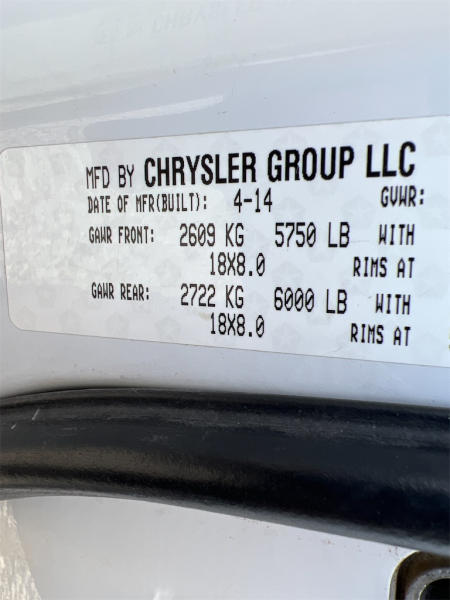 MFD BY CHRYSLER GROUP LLC
DATE OF MFR(BUILT): 4-14 GVWR:
GAWR FRONT: 2609 KG 5750 LB WITH
18X8.0 RIMS AT
GAWR REAR: 2722 KG 6000 LB WITH
18X8.0 RIMS AT